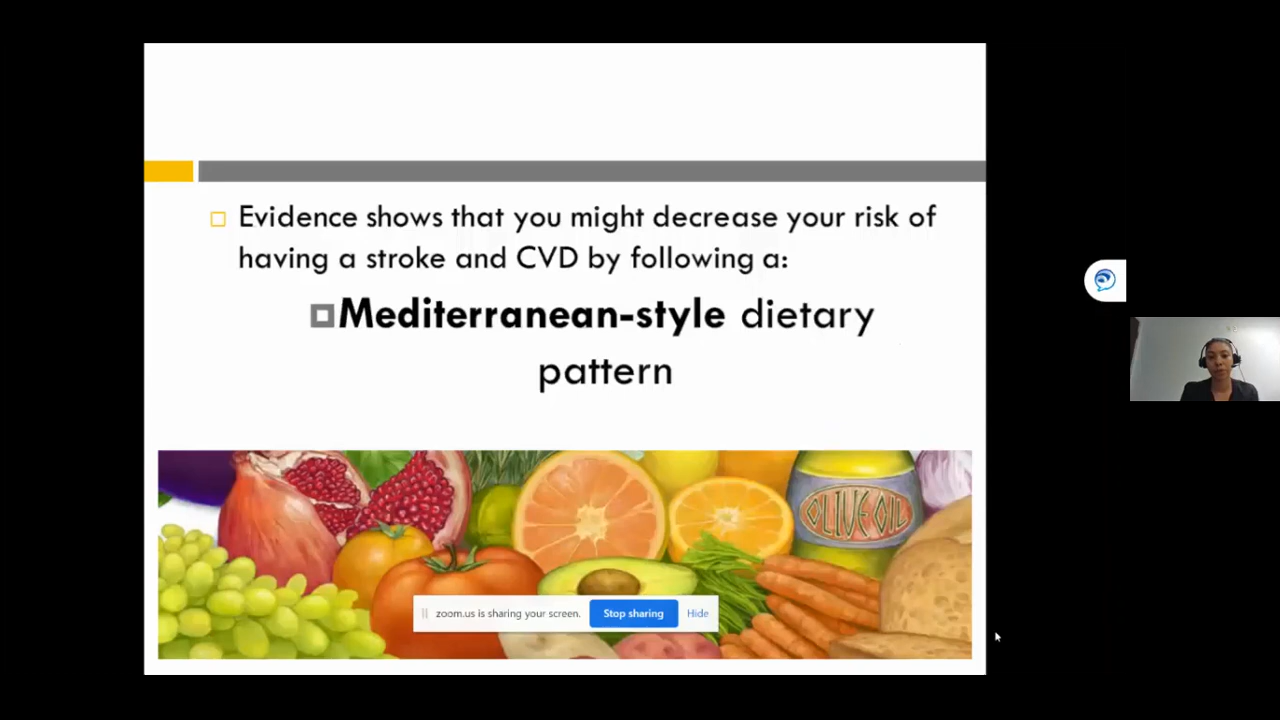 Evidence shows that you might decrease your risk of
having a stroke and CVD by following a:
Mediterranean-style dietary
pattern
OLIVE OIL
zoom.us is sharing your screen. Stop sharing Hide